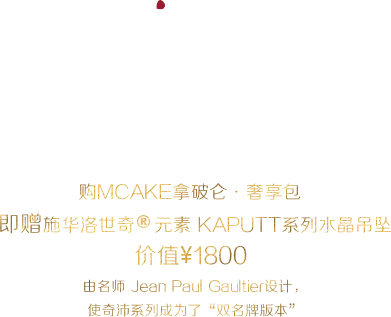 购MCAKE拿破仑·奢享包
即赠施华洛世奇®元素 KAPUTT系列水晶吊坠
价值¥1800
由名师 Jean Paul Gaultier设计，
使奇沛系列成为了“双名牌版本”